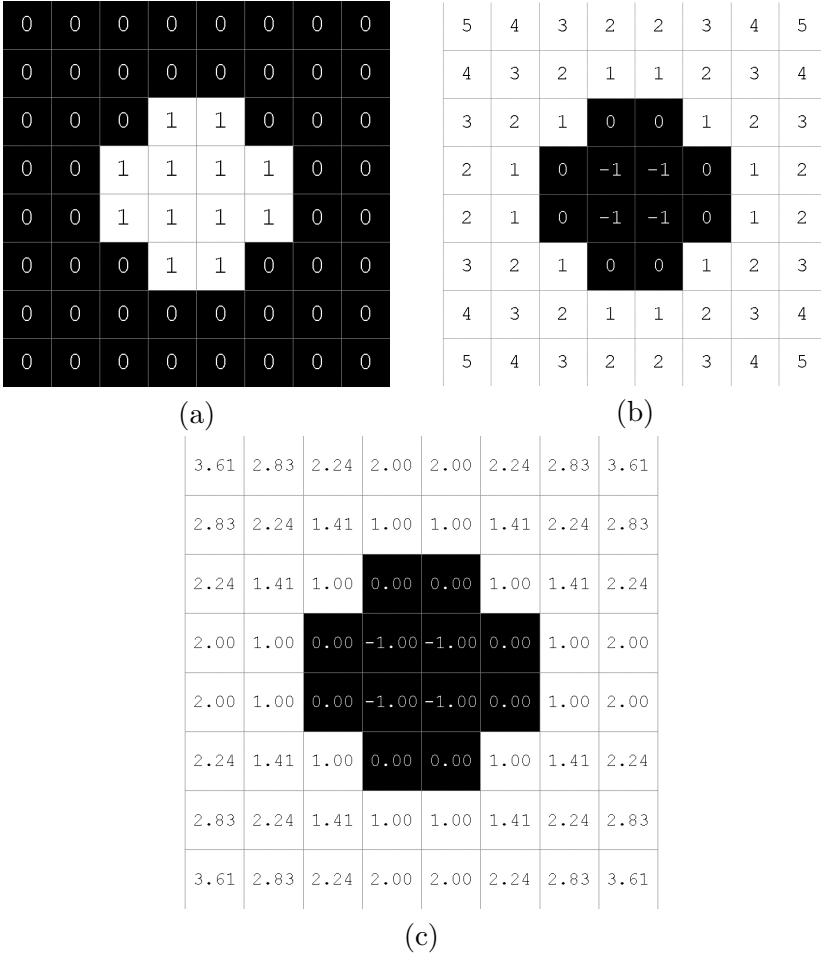 0 0 0 0 0 0 0 0
0 0 0 0 0 0 0 0
0 0 0 1 1 0 0 0
0 0 1 1 1 1 0 0
0 0 1 1 1 1 0 0
0 0 0 1 1 0 0 0
0 0 0 0 0 0 0 0
0 0 0 0 0 0 0 0
(a)
5 4 3 2 2 3 4 5
4 3 2 1 1 2 3 4
3 2 1 0 0 1 2 3
2 1 0 -1 -1 0 1 2
2 1 0 -1 -1 0 1 2
3 2 1 0 0 1 2 3
4 3 2 1 1 2 3 4
5 4 3 2 2 3 4 5
(b)
3.61 2.83 2.24 2.00 2.00 2.24 2.83 3.61
2.83 2.24 1.41 1.00 1.00 1.41 2.24 2.83
2.24 1.41 1.00 0.00 0.00 1.00 1.41 2.24
2.00 1.00 0.00 -1.00 -1.00 0.00 1.00 2.00
2.00 1.00 0.00 -1.00 -1.00 0.00 1.00 2.00
2.24 1.41 1.00 0.00 0.00 1.00 1.41 2.24
2.83 2.24 1.41 1.00 1.00 1.41 2.24 2.83
3.61 2.83 2.24 2.00 2.00 2.24 2.83 3.61
(c)